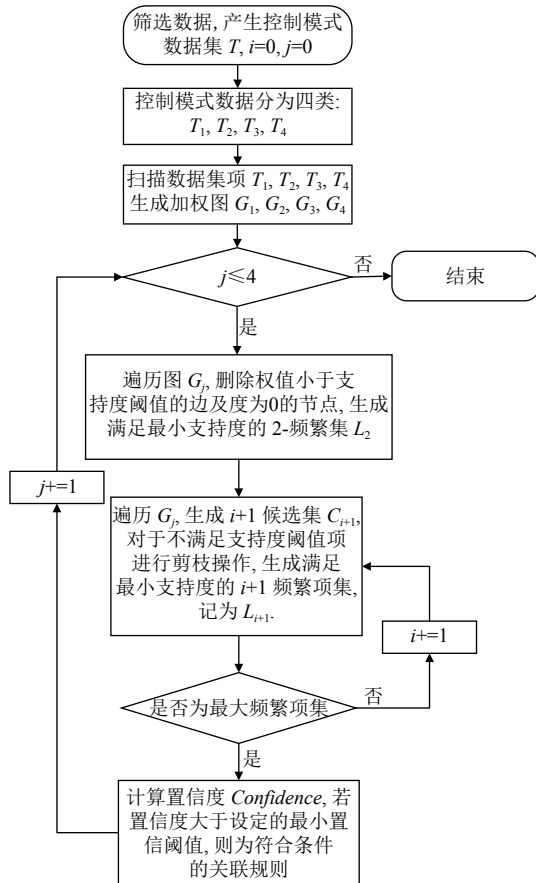 筛选数据, 产生控制模式
数据集 T, i=0, j=0
控制模式数据分为四类:
T₁, T₂, T₃, T₄
扫描数据集项 T₁, T₂, T₃, T₄
生成加权图 G₁, G₂, G₃, G₄
j≤4
否
结束
是
遍历图 Gⱼ, 删除权值小于支
持度阈值的边及度为0的节点, 生成
满足最小支持度的 2-频繁集 L₂
j+=1
遍历 Gⱼ, 生成 i+1 候选集 Cᵢ₊₁,
对于不满足支持度阈值项
进行剪枝操作, 生成满足
最小支持度的 i+1 频繁项集,
记为 Lᵢ₊₁.
i+=1
是否为最大频繁项集
否
是
计算置信度 Confidence, 若
置信度大于设定的最小置
信阈值, 则为符合条件
的关联规则